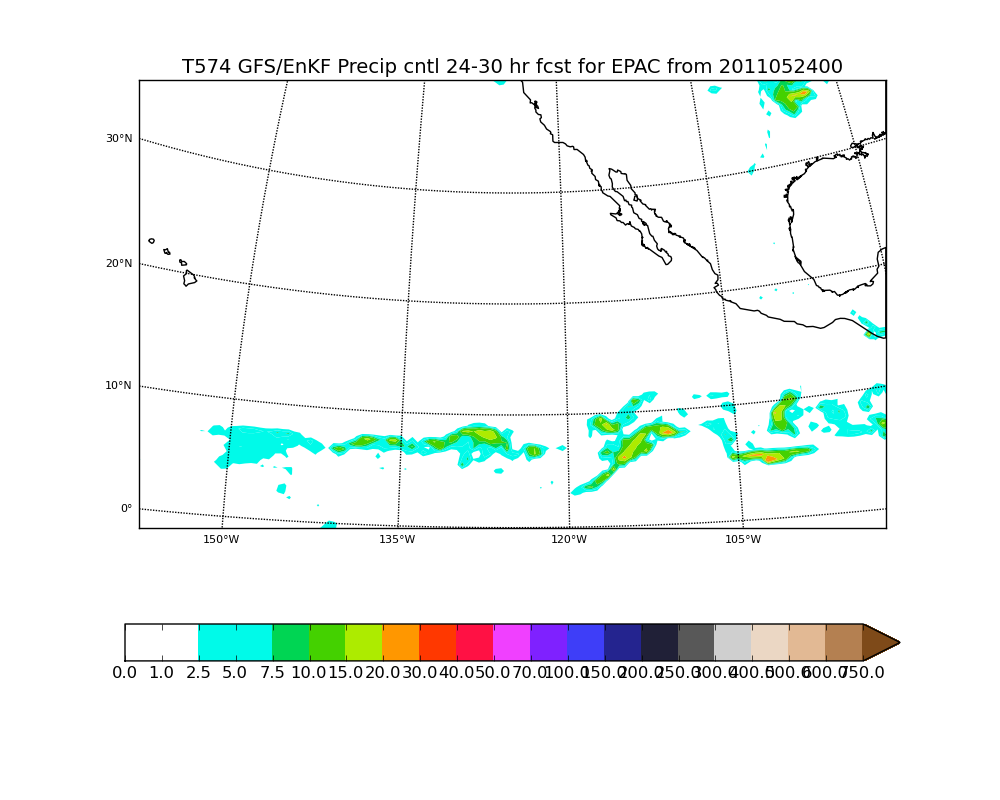 T574 GFS/EnKF Precip cntl 24-30 hr fcst for EPAC from 2011052400
30°N
20°N
10°N
0°
150°W 135°W 120°W 105°W
0.0 1.0 2.5 5.0 7.5 10.0 15.0 20.0 30.0 40.0 50.0 70.0 100.0 150.0 200.0 250.0 300.0 400.0 500.0 600.0 750.0